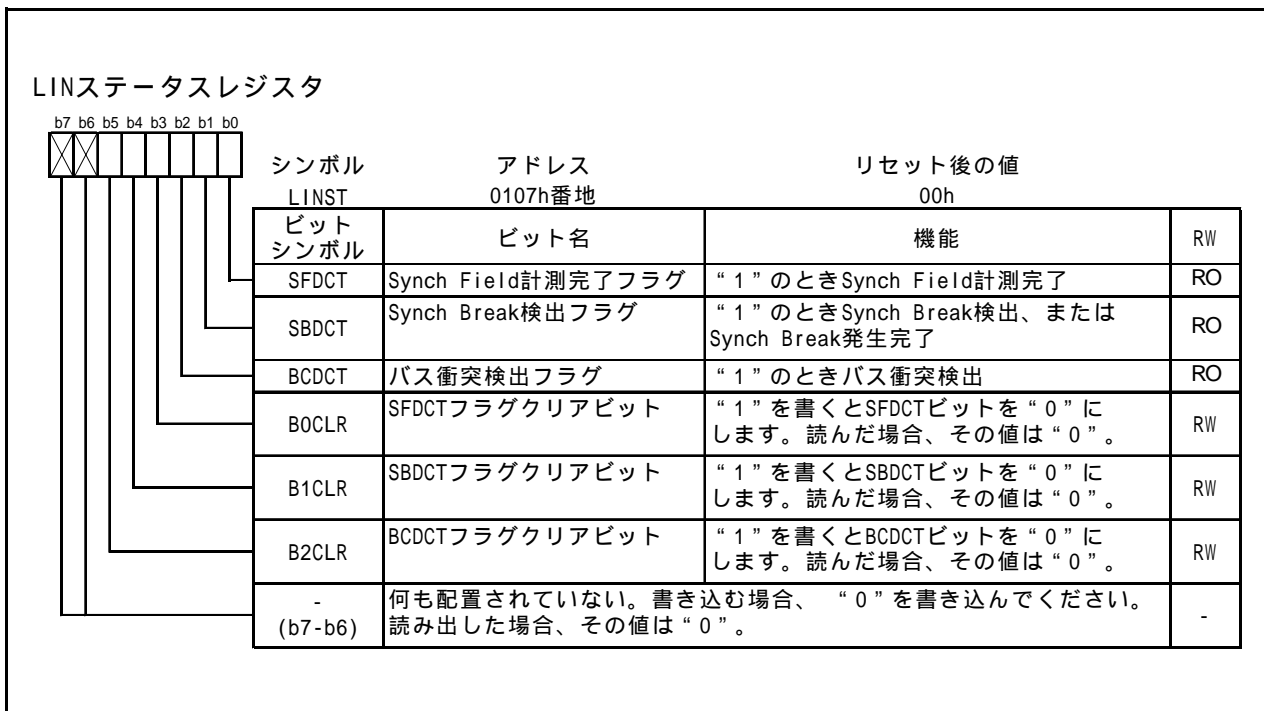 LINステータスレジスタ
b7 b6 b5 b4 b3 b2 b1 b0
シンボル アドレス リセット後の値
LINST 0107h番地 00h
ビット
シンボル ビット名 機能 RW
SFDCT Synch Field計測完了フラグ “1”のときSynch Field計測完了 RO
SBDCT Synch Break検出フラグ “1”のときSynch Break検出、または
Synch Break発生完了 RO
BCDCT バス衝突検出フラグ “1”のときバス衝突検出 RO
B0CLR SFDCTフラグクリアビット “1”を書くとSFDCTビットを“0”に
します。読んだ場合、その値は“0”。 RW
B1CLR SBDCTフラグクリアビット “1”を書くとSBDCTビットを“0”に
します。読んだ場合、その値は“0”。 RW
B2CLR BCDCTフラグクリアビット “1”を書くとBCDCTビットを“0”に
します。読んだ場合、その値は“0”。 RW
-
(b7-b6) 何も配置されていない。書き込む場合、 “0”を書き込んでください。
読み出した場合、その値は“0”。 -